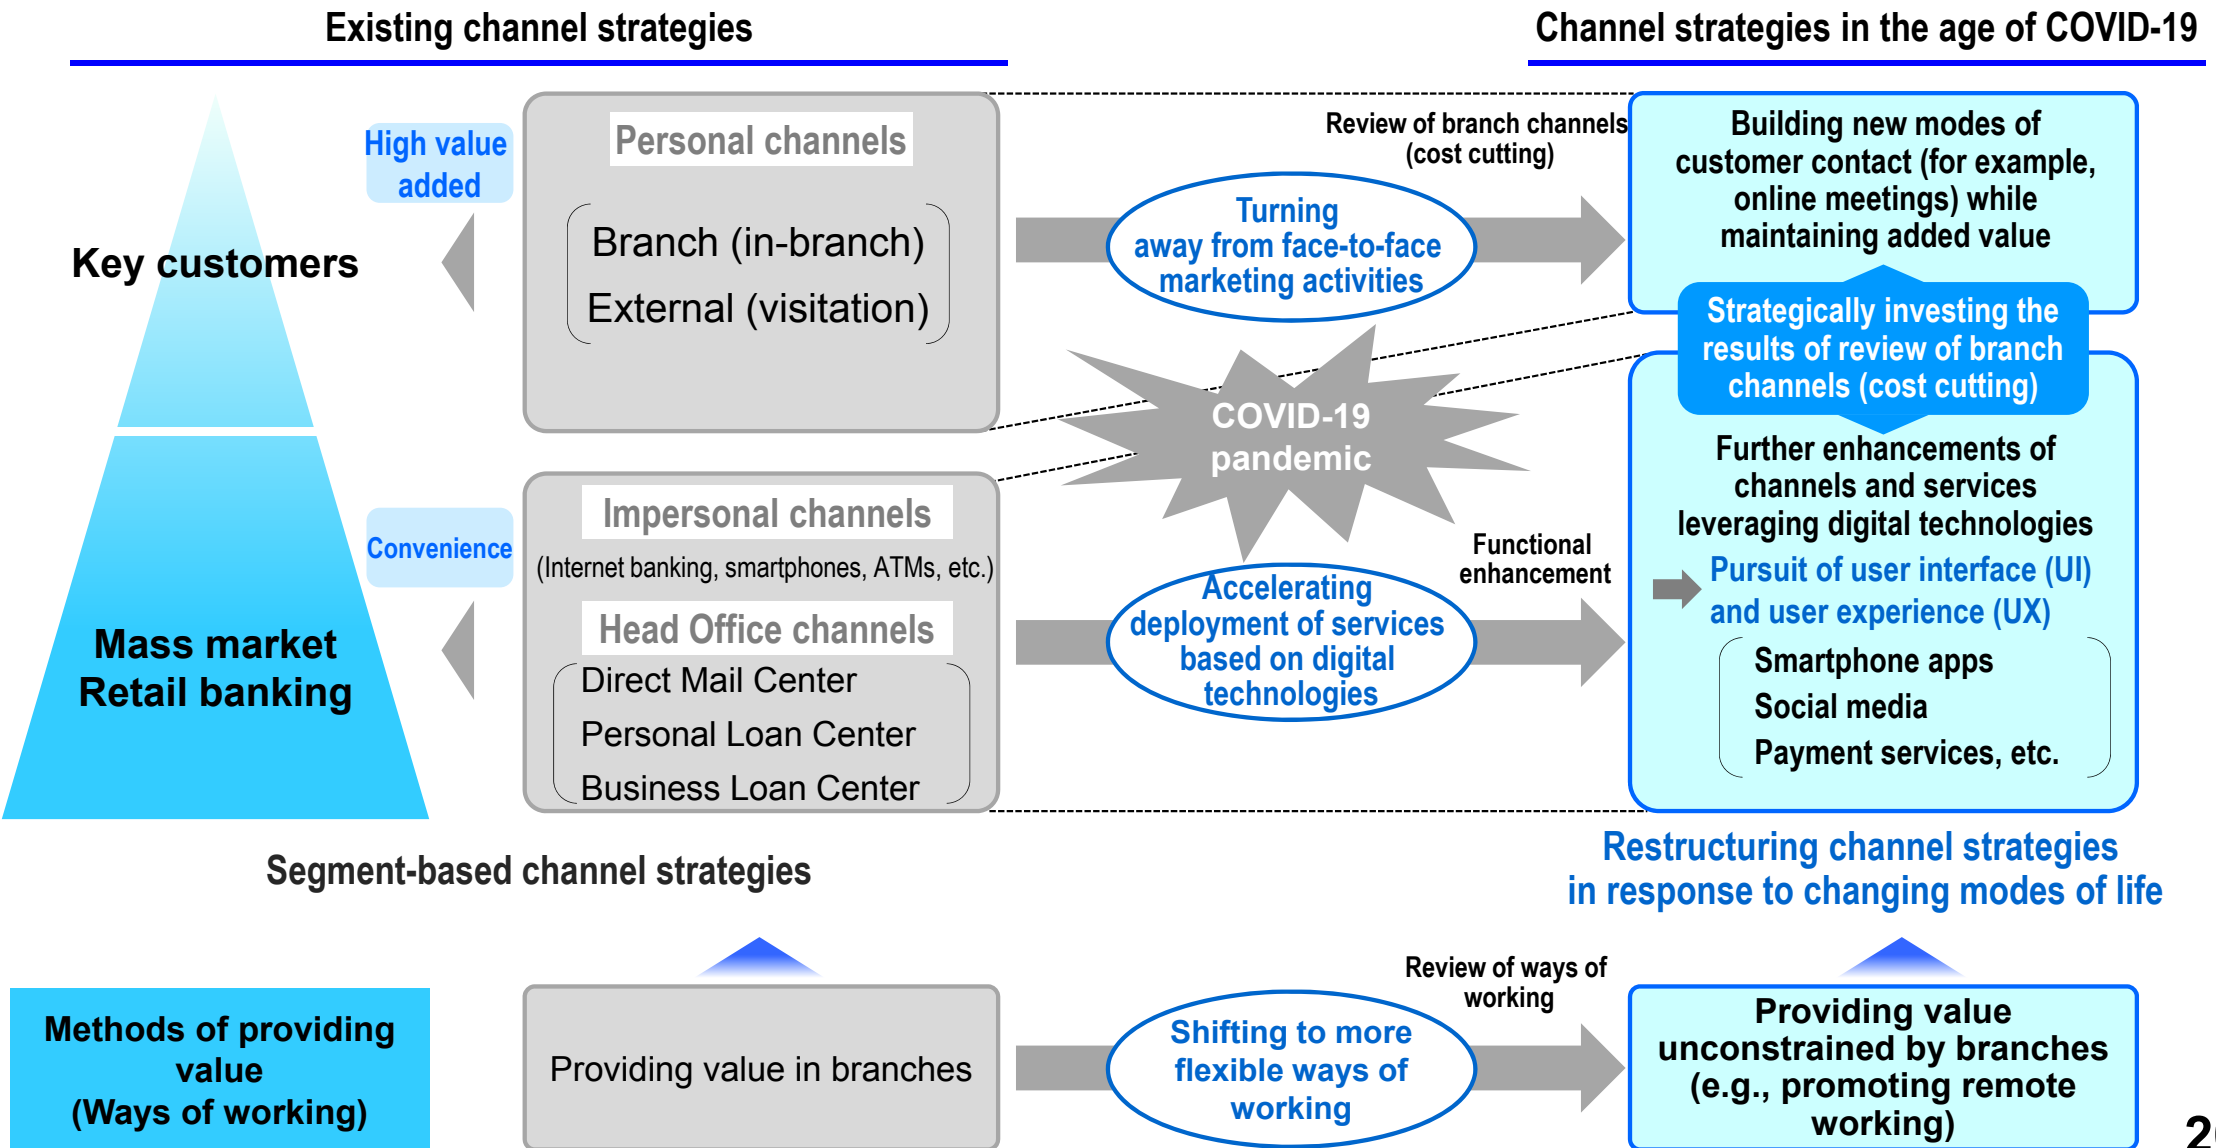 Existing channel strategies
Channel strategies in the age of COVID-19
Key customers
Mass market
Retail banking
High value
added
Convenience
Personal channels
Branch (in-branch)
External (visitation)
Impersonal channels
(Internet banking, smartphones, ATMs, etc.)
Head Office channels
Direct Mail Center
Personal Loan Center
Business Loan Center
Review of branch channels
(cost cutting)
Turning
away from face-to-face
marketing activities
COVID-19
pandemic
Functional
enhancement
Accelerating
deployment of services
based on digital
technologies
Building new modes of
customer contact (for example,
online meetings) while
maintaining added value
Strategically investing the
results of review of branch
channels (cost cutting)
Further enhancements of
channels and services
leveraging digital technologies
Pursuit of user interface (UI)
and user experience (UX)
Smartphone apps
Social media
Payment services, etc.
Segment-based channel strategies
Restructuring channel strategies
in response to changing modes of life
Methods of providing
value
(Ways of working)
Providing value in branches
Review of ways of
working
Shifting to more
flexible ways of
working
Providing value
unconstrained by branches
(e.g., promoting remote
working)